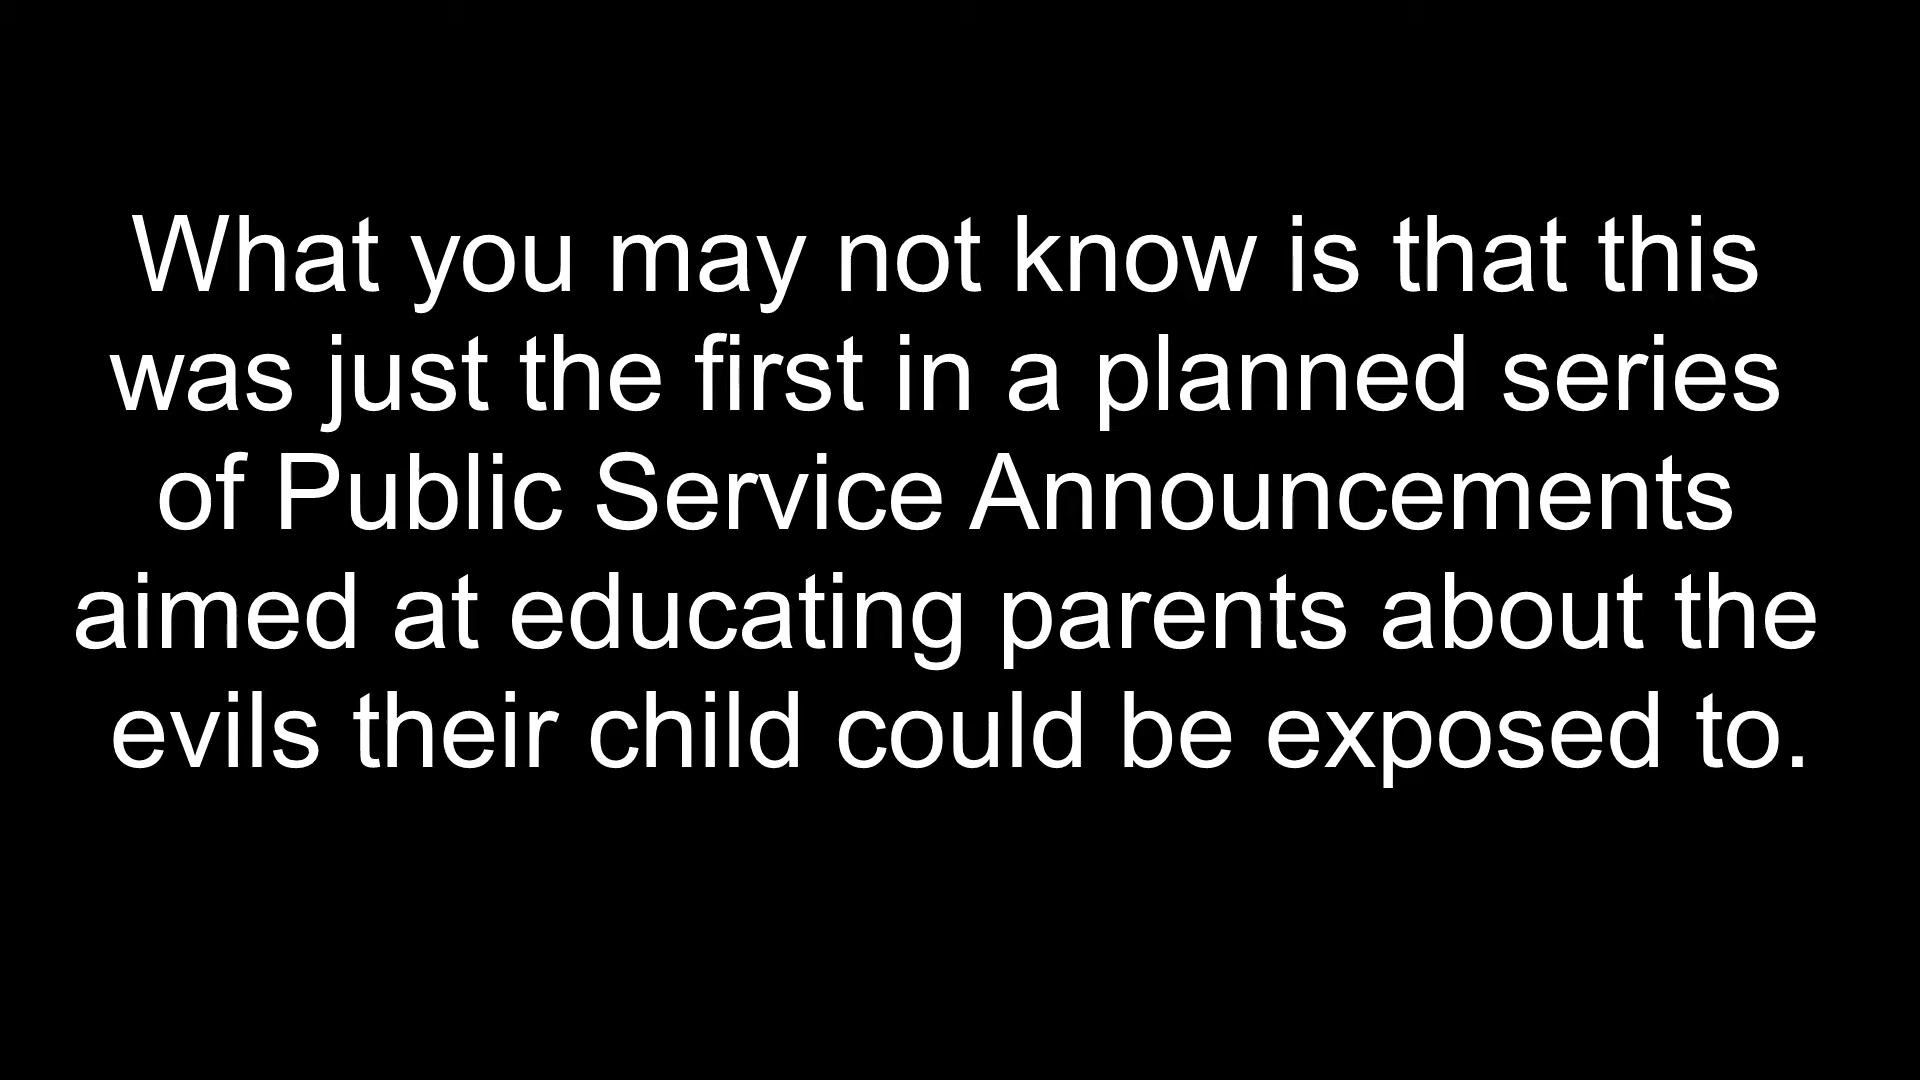 What you may not know is that this
was just the first in a planned series
of Public Service Announcements
aimed at educating parents about the
evils their child could be exposed to.